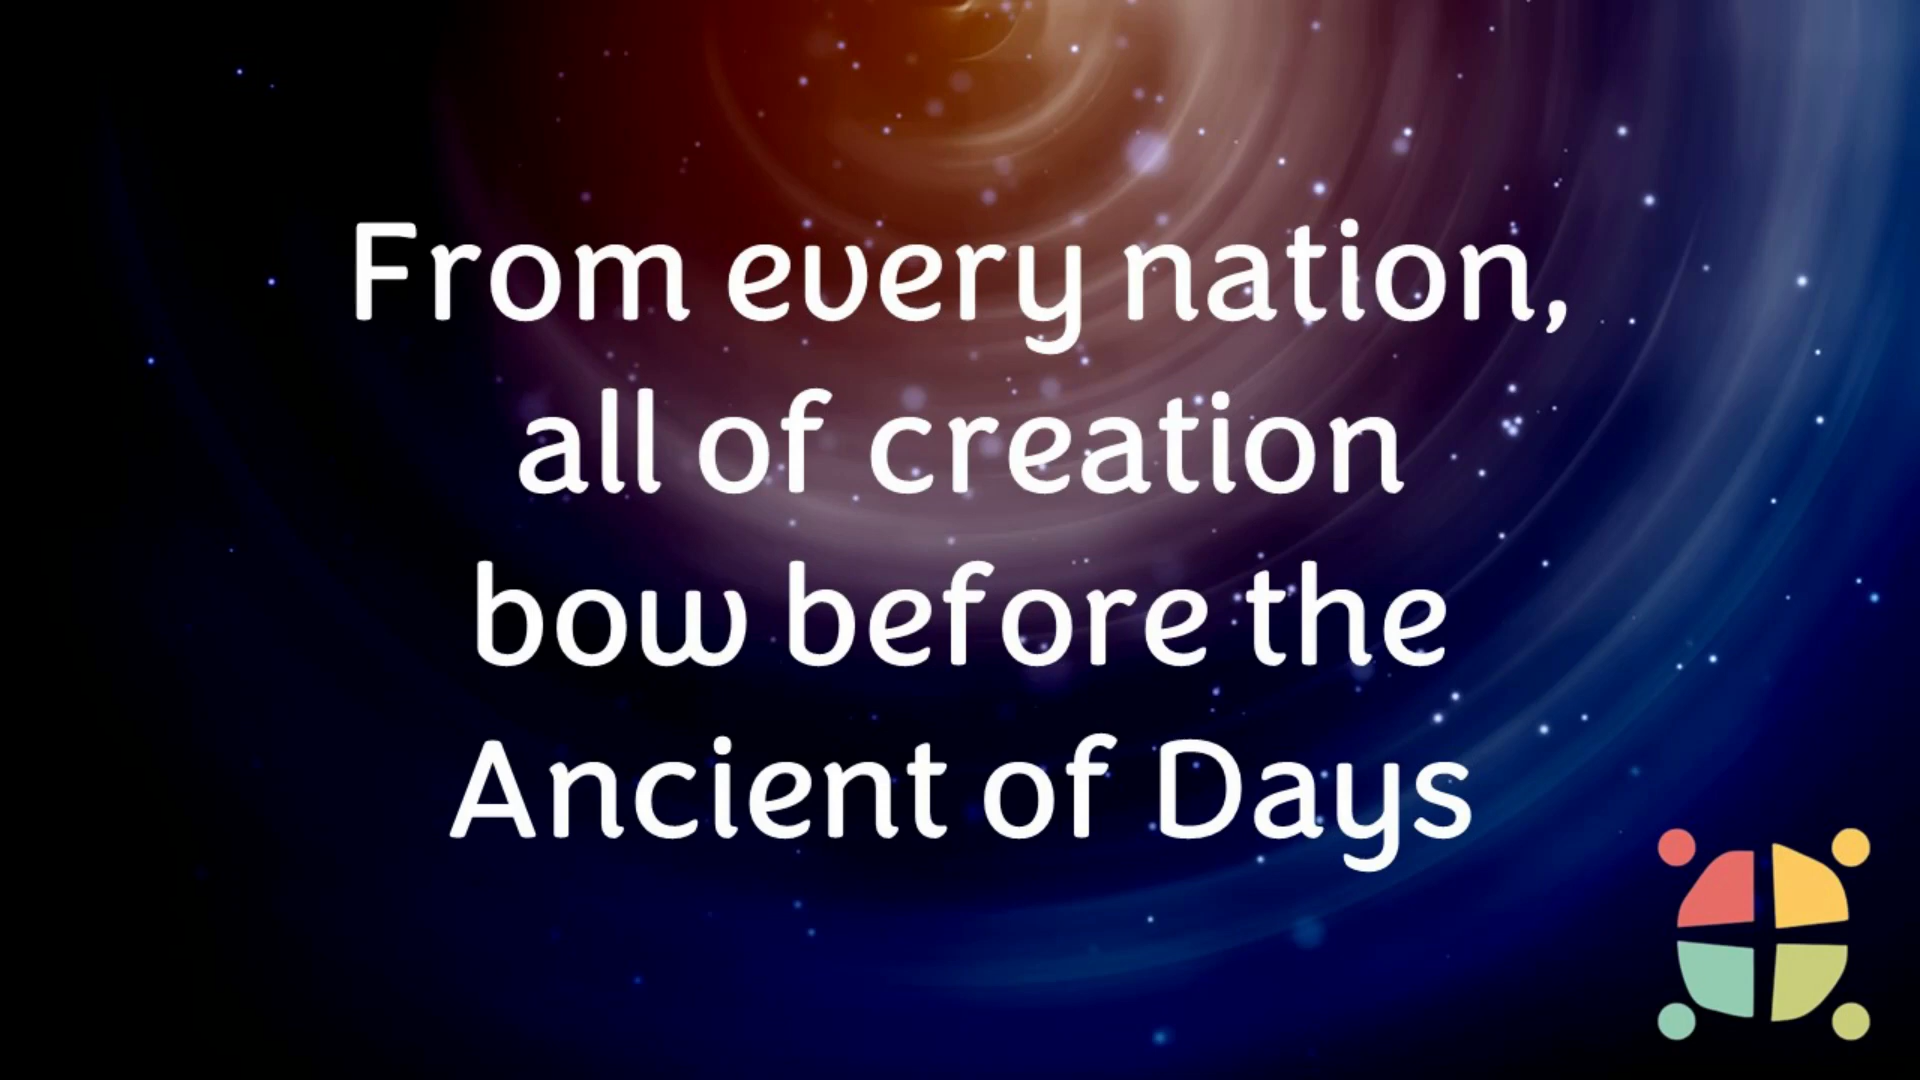 From every nation,
all of creation
bow before the
Ancient of Days